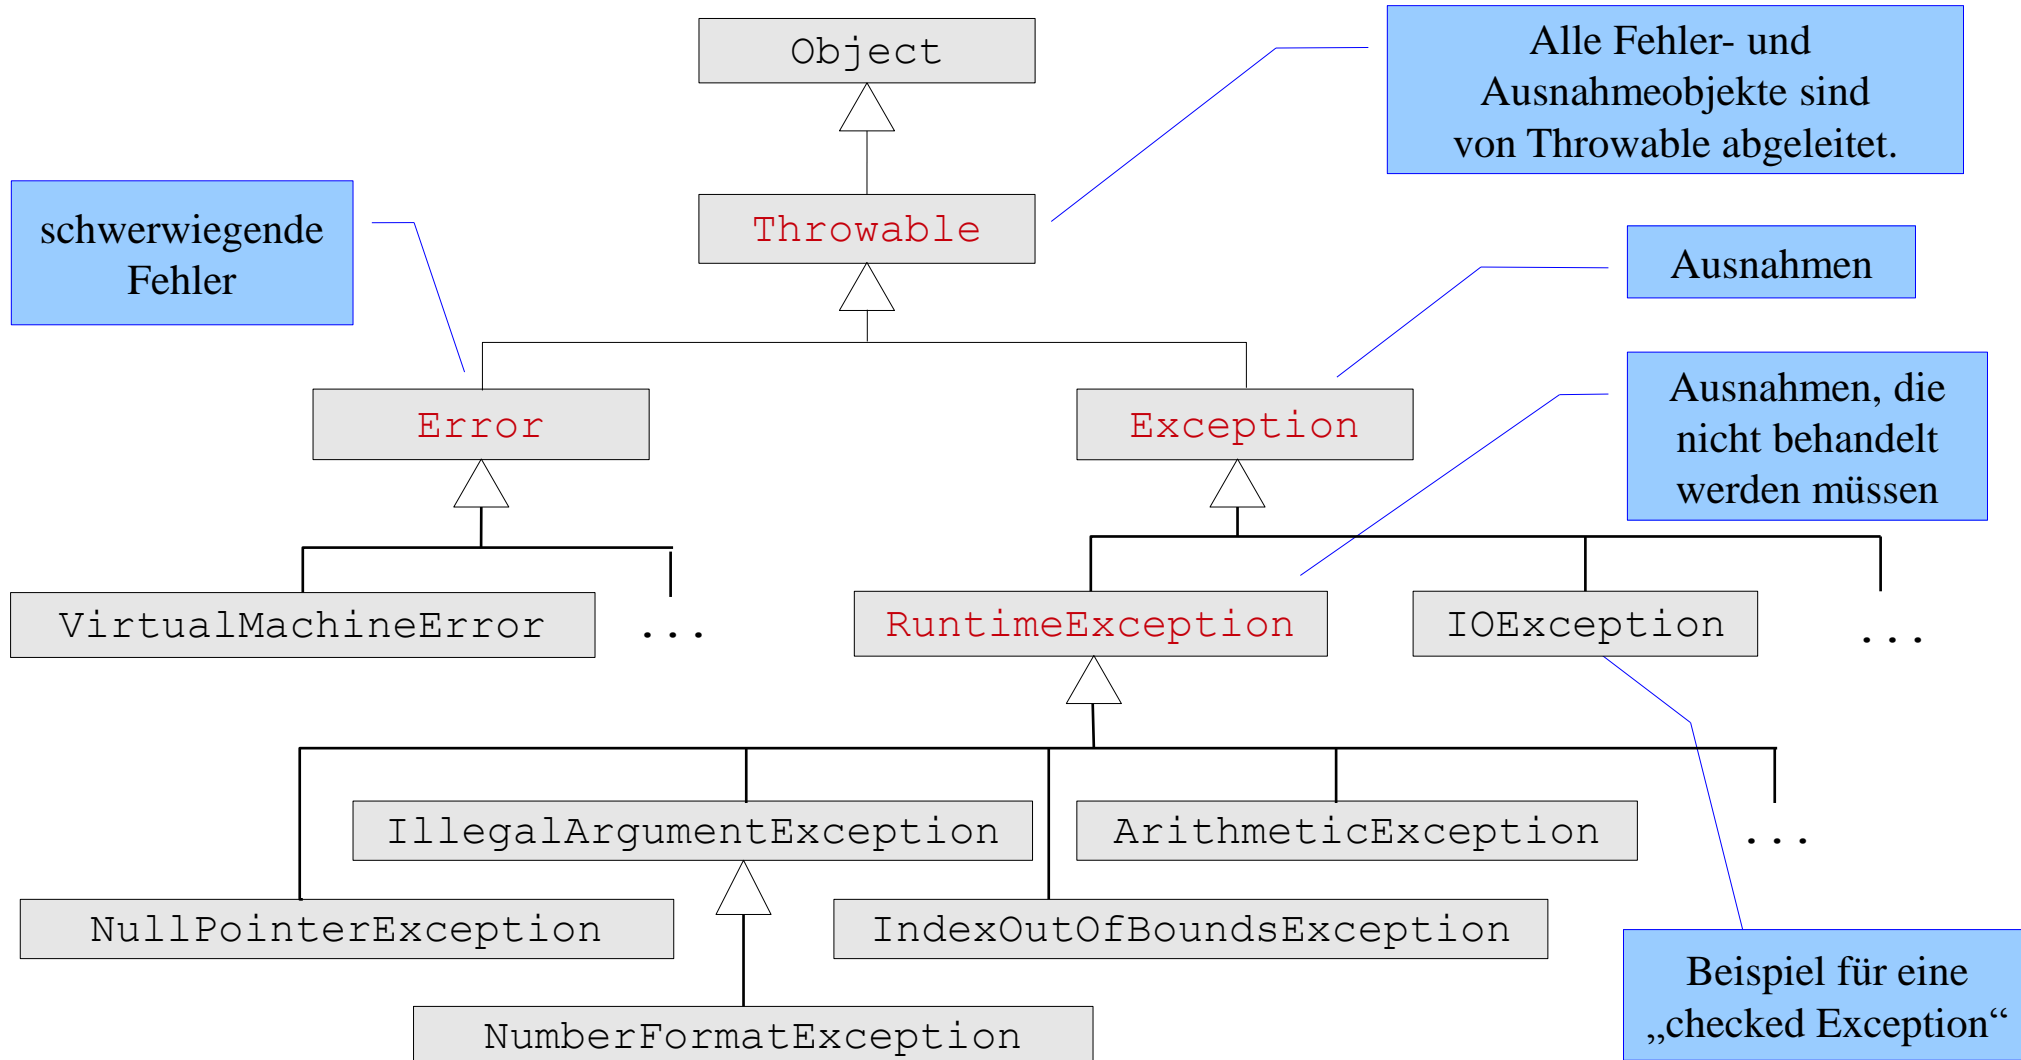 Object
Alle Fehler- und
Ausnahmeobjekte sind
von Throwable abgeleitet.
schwerwiegende
Fehler
Throwable
Ausnahmen
Error
Exception
Ausnahmen, die
nicht behandelt
werden müssen
VirtualMachineError
...
RuntimeException
IOException
...
IllegalArgumentException
ArithmeticException
...
NullPointerException
IndexOutOfBoundsException
NumberFormatException
Beispiel für eine
„checked Exception“